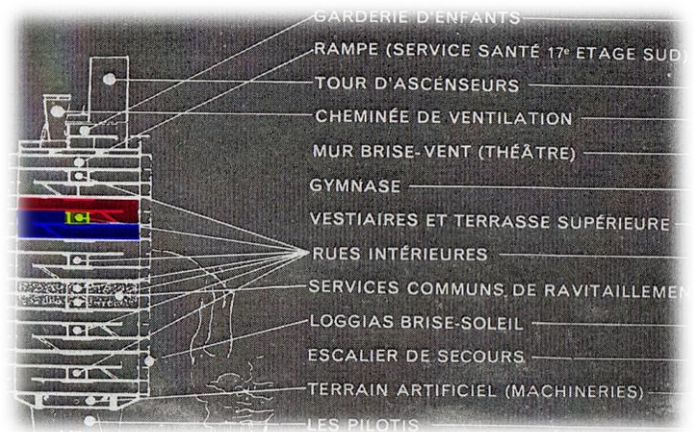 GARDERIE D'ENFANTS
RAMPE (SERVICE SANTÉ 17e ETAGE SUD)
TOUR D'ASCENSEURS
CHEMINÉE DE VENTILATION
MUR BRISE-VENT (THÉÂTRE)
GYMNASE
VESTIAIRES ET TERRASSE SUPÉRIEURE
RUES INTÉRIEURES
SERVICES COMMUNS DE RAVITAILLEMEN
LOGGIAS BRISE-SOLEIL
ESCALIER DE SECOURS
TERRAIN ARTIFICIEL (MACHINERIES)
LES PILOTIS